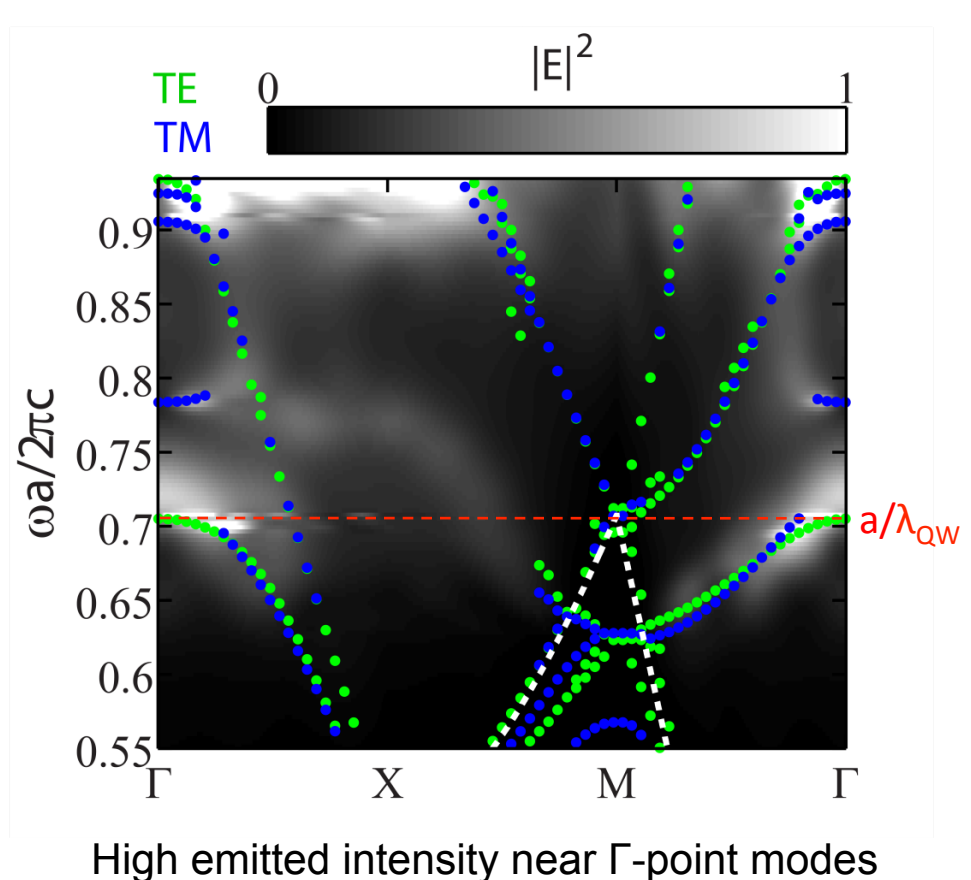 |E|²
TE
0
1
TM
0.9
0.85
0.8
0.75
0.7
0.65
0.6
0.55
ωa/2πc
a/λQW
Γ
X
M
Γ
High emitted intensity near Γ-point modes